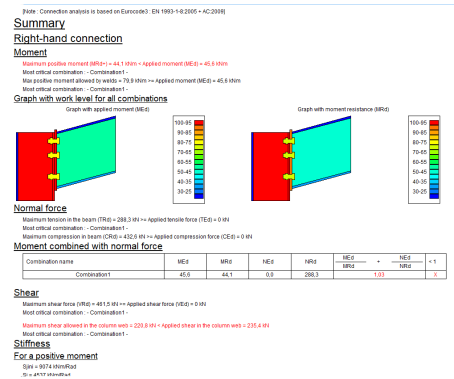 [Note : Connection analysis is based on Eurocode3 : EN 1993-1-8:2005 + AC:2009]
Summary
Right-hand connection
Moment
Maximum positive moment (MRd+) = 44,1 kNm < Applied moment (MEd) = 45,6 kNm
Most critical combination : - Combination1 -
Max positive moment allowed by welds = 79,9 kNm >= Applied moment (MEd) = 45,6 kNm
Most critical combination : - Combination1 -
Graph with work level for all combinations
Graph with applied moment (MEd)
Graph with moment resistance (MRd)
100-95
90-95
80-75
70-65
55-55
50-45
40-35
30-25
100-95
90-85
80-75
70-65
60-55
50-45
40-35
30-25
Normal force
Maximum tension in the beam (TRd) = 288,3 kN >= Applied tensile force (TEd) = 0 kN
Most critical combination : - Combination1 -
Maximum compression in beam (CRd) = 432,6 kN >= Applied compression force (CEd) = 0 kN
Moment combined with normal force
Combination name MEd MRd NEd NRd MEd/MRd + NEd/NRd < 1
Combination1 45,6 44,1 0,0 288,3 1,03 X
Shear
Maximum shear force (VRd) = 461,5 kN >= Applied shear force (VEd) = 0 kN
Most critical combination : - Combination1 -
Maximum shear allowed in the column web = 220,8 kN < Applied shear in the column web = 235,4 kN
Most critical combination : - Combination1 -
Stiffness
For a positive moment
Sjini = 9074 kNm/Rad
Sj = 4537 kNm/Rad